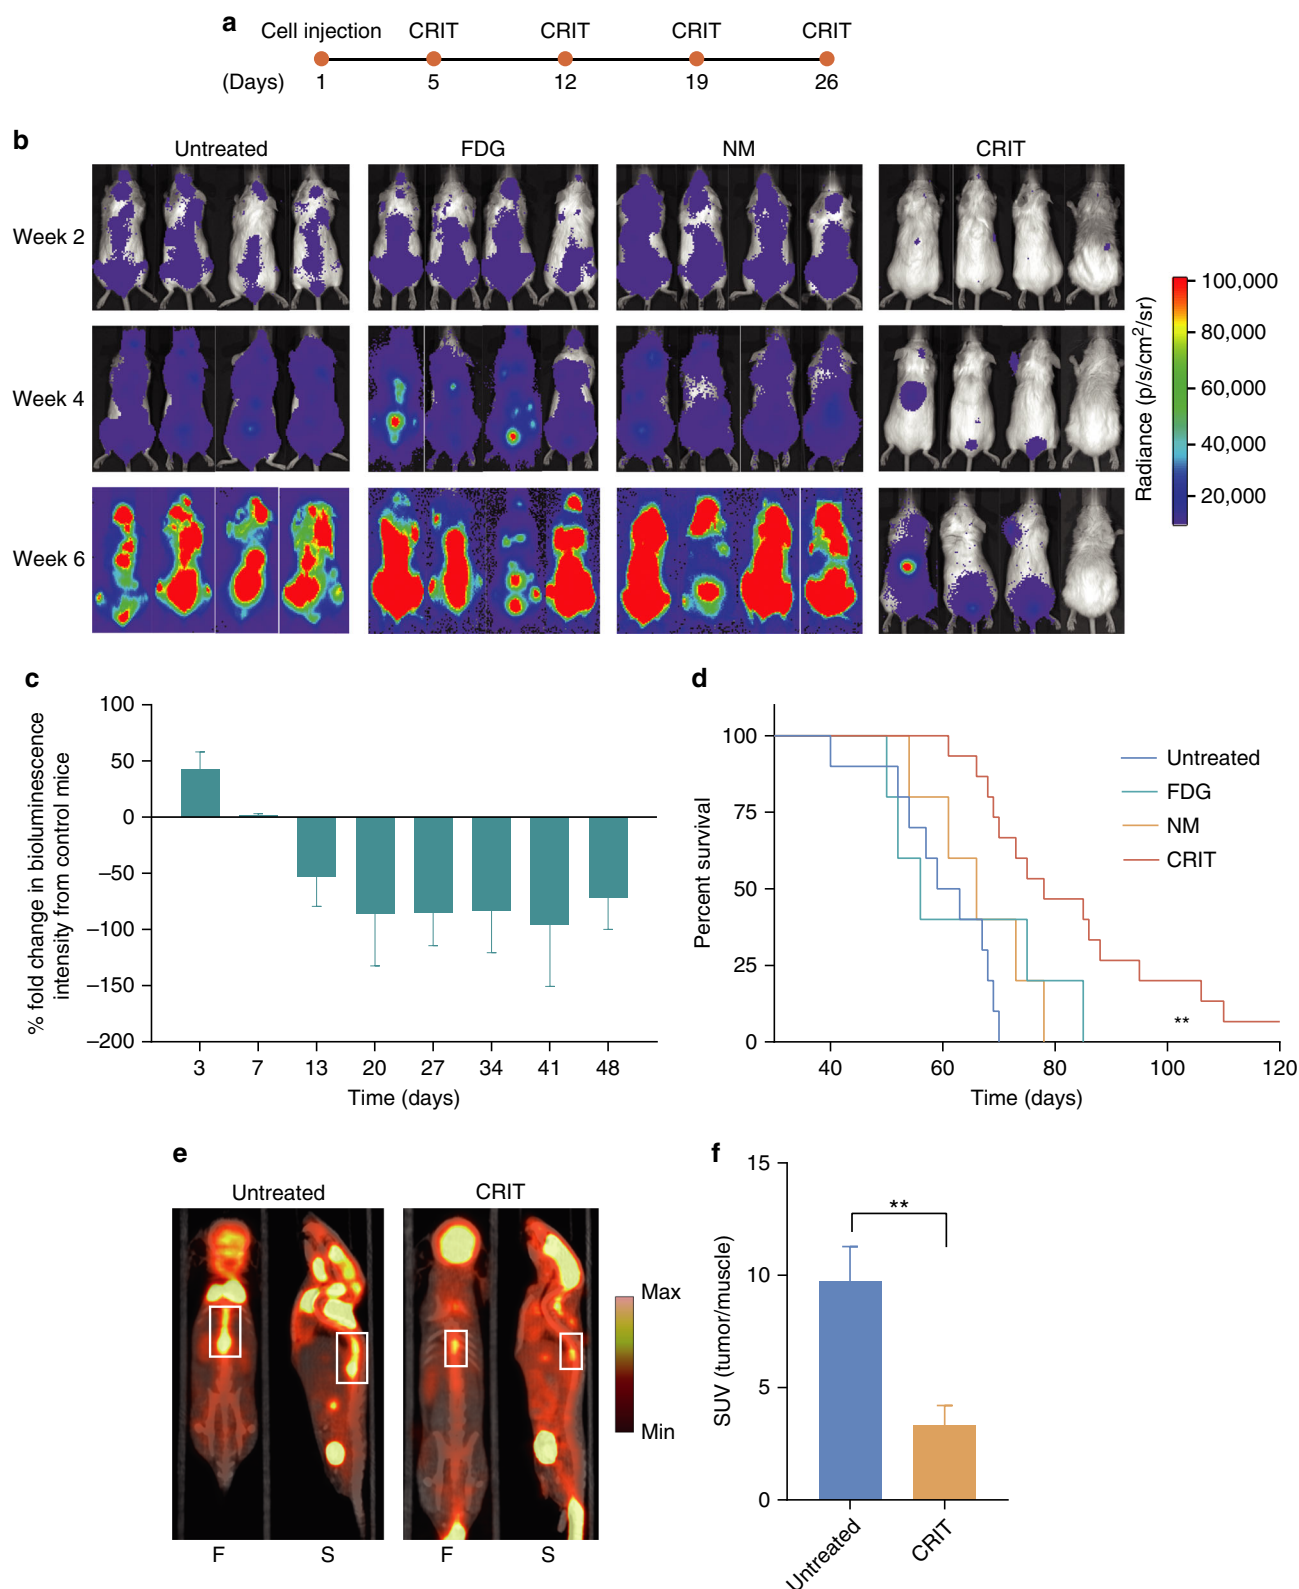 a
Cell injection CRIT CRIT CRIT CRIT
(Days) 1 5 12 19 26
b
Untreated FDG NM CRIT
Week 2
Week 4
Week 6
100,000
80,000
60,000
40,000
20,000
Radiance (p/s/cm²/sr)
c
% fold change in bioluminescence
intensity from control mice
100
50
0
−50
−100
−150
−200
3 7 13 20 27 34 41 48
Time (days)
d
Percent survival
100
75
50
25
0
Untreated
FDG
NM
CRIT
**
40 60 80 100 120
Time (days)
e
Untreated CRIT
Max
Min
F S F S
f
SUV (tumor/muscle)
15
10
5
0
**
Untreated
CRIT